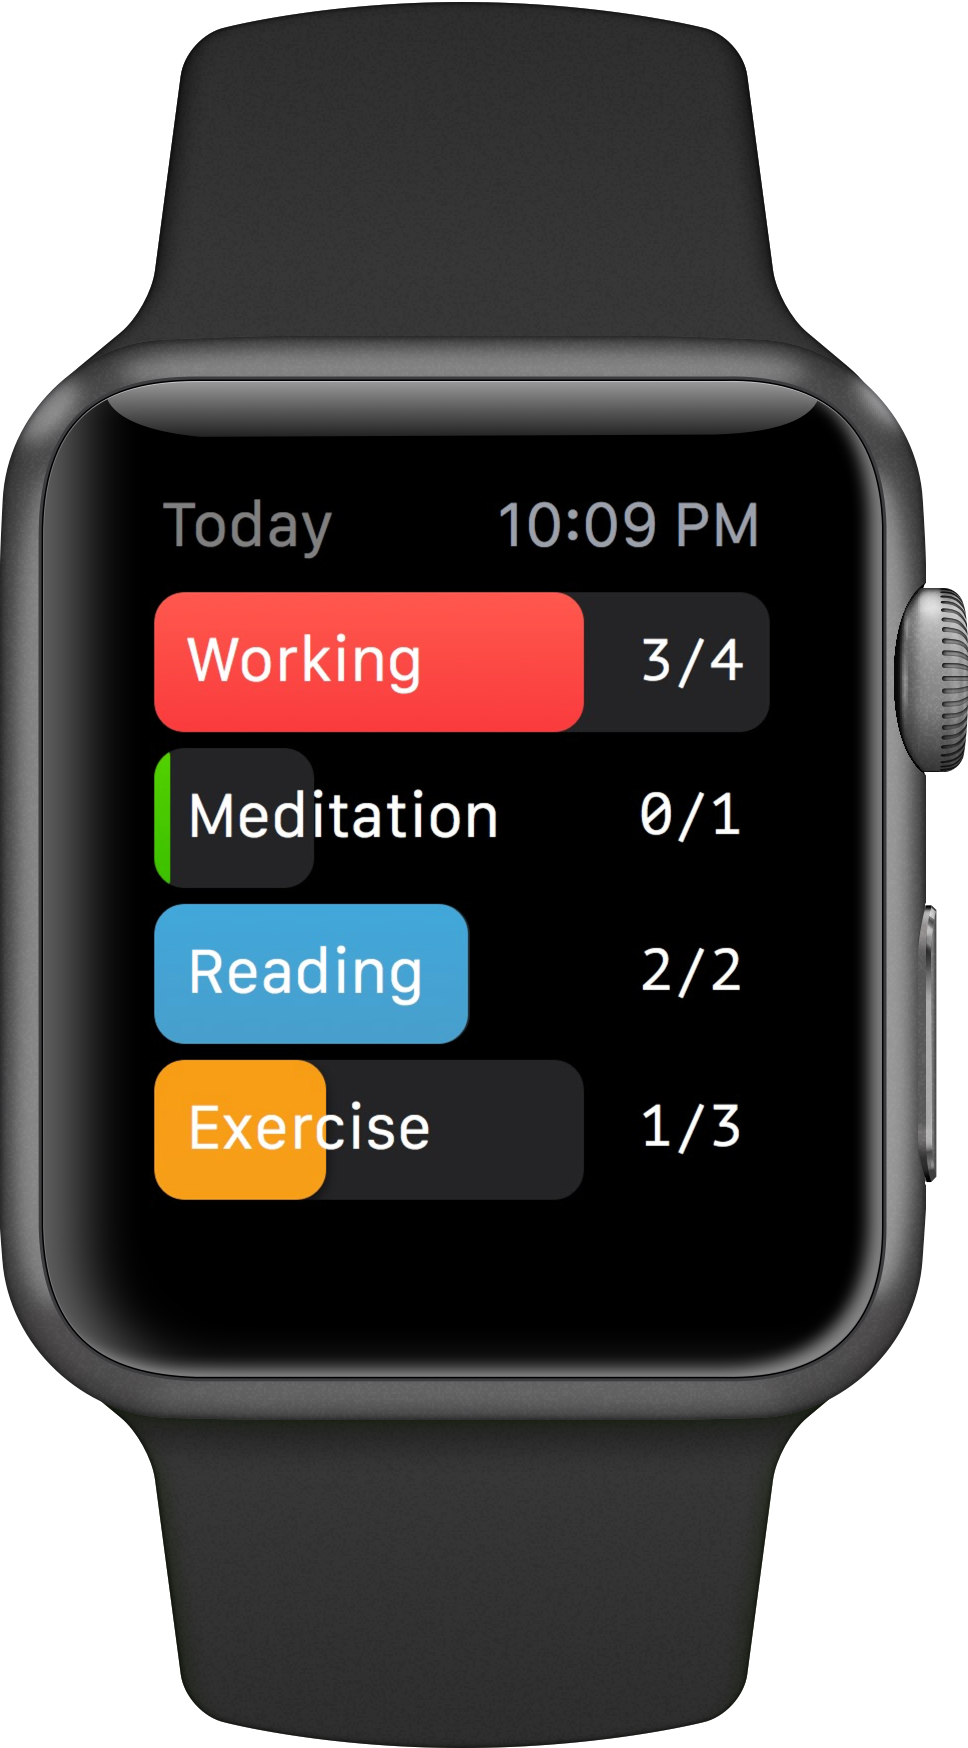 Today 10:09 PM
Working 3/4
Meditation 0/1
Reading 2/2
Exercise 1/3